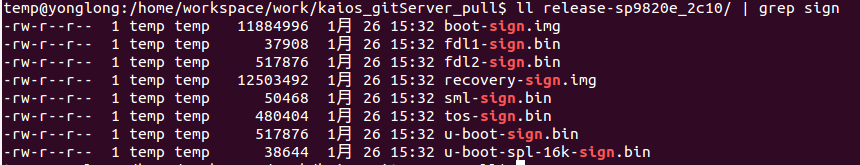 temp@yonglong:/home/workspace/work/kaios_gitServer_pull$ ll release-sp9820e_2c10/ | grep sign
-rw-r--r--  1 temp temp  11884996  1月 26 15:32 boot-sign.img
-rw-r--r--  1 temp temp     37908  1月 26 15:32 fdl1-sign.bin
-rw-r--r--  1 temp temp    517876  1月 26 15:32 fdl2-sign.bin
-rw-r--r--  1 temp temp  12503492  1月 26 15:32 recovery-sign.img
-rw-r--r--  1 temp temp     50468  1月 26 15:32 sml-sign.bin
-rw-r--r--  1 temp temp    480404  1月 26 15:32 tos-sign.bin
-rw-r--r--  1 temp temp    517876  1月 26 15:32 u-boot-sign.bin
-rw-r--r--  1 temp temp     38644  1月 26 15:32 u-boot-spl-16k-sign.bin